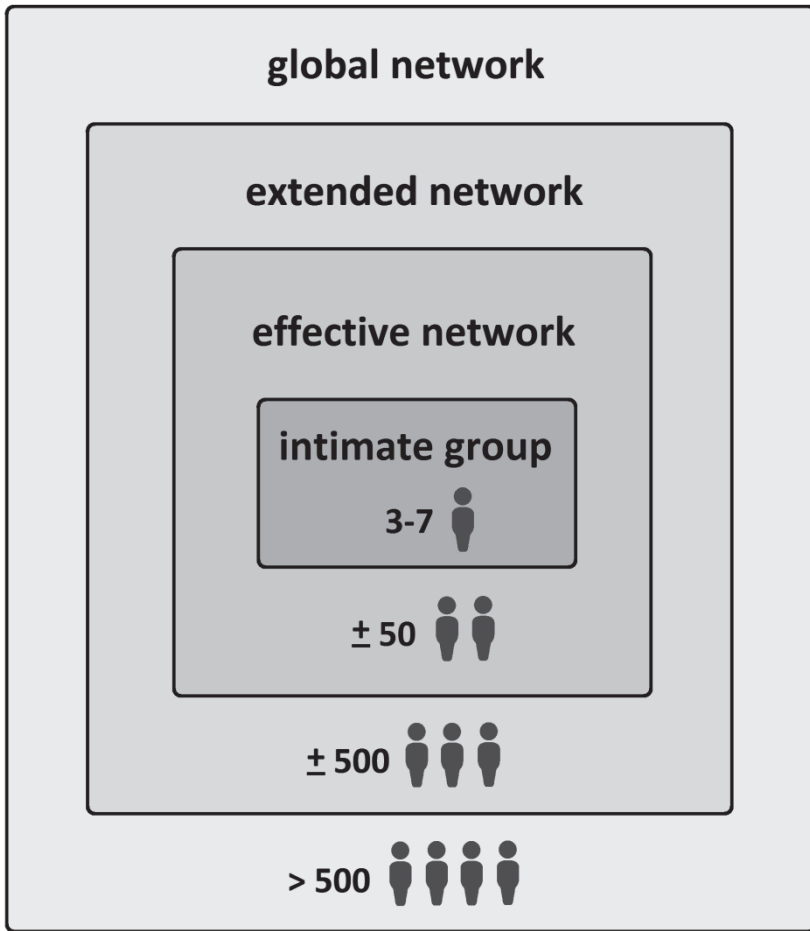 global network
extended network
effective network
intimate group
3-7
± 50
± 500
> 500